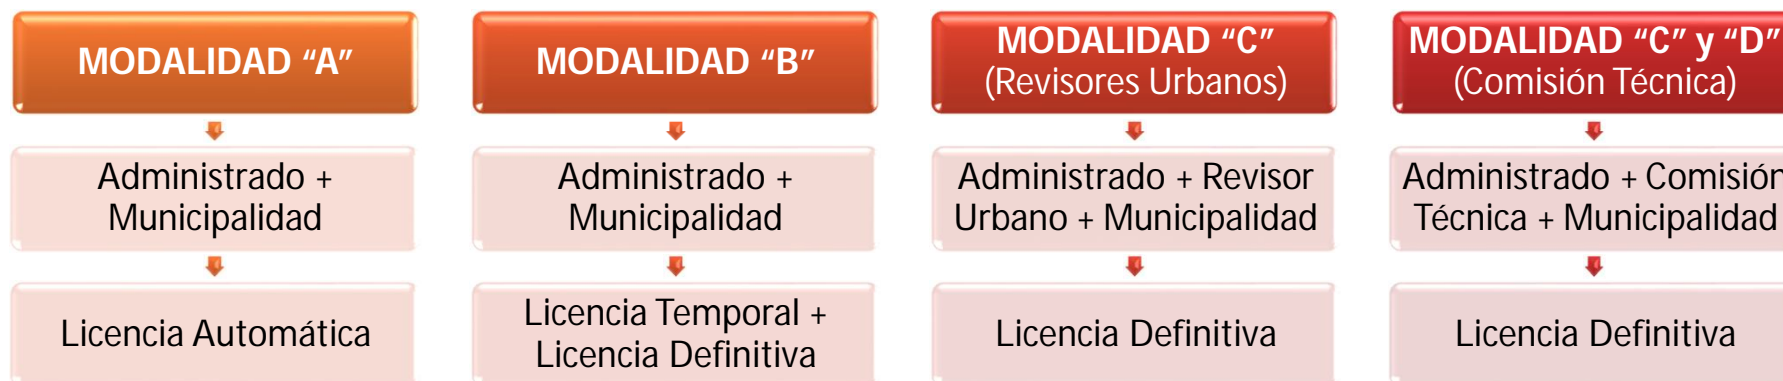 MODALIDAD “A”
Administrado +
Municipalidad
Licencia Automática
MODALIDAD “B”
Administrado +
Municipalidad
Licencia Temporal +
Licencia Definitiva
MODALIDAD “C”
(Revisores Urbanos)
Administrado + Revisor
Urbano + Municipalidad
Licencia Definitiva
MODALIDAD “C” y “D”
(Comisión Técnica)
Administrado + Comisión
Técnica + Municipalidad
Licencia Definitiva